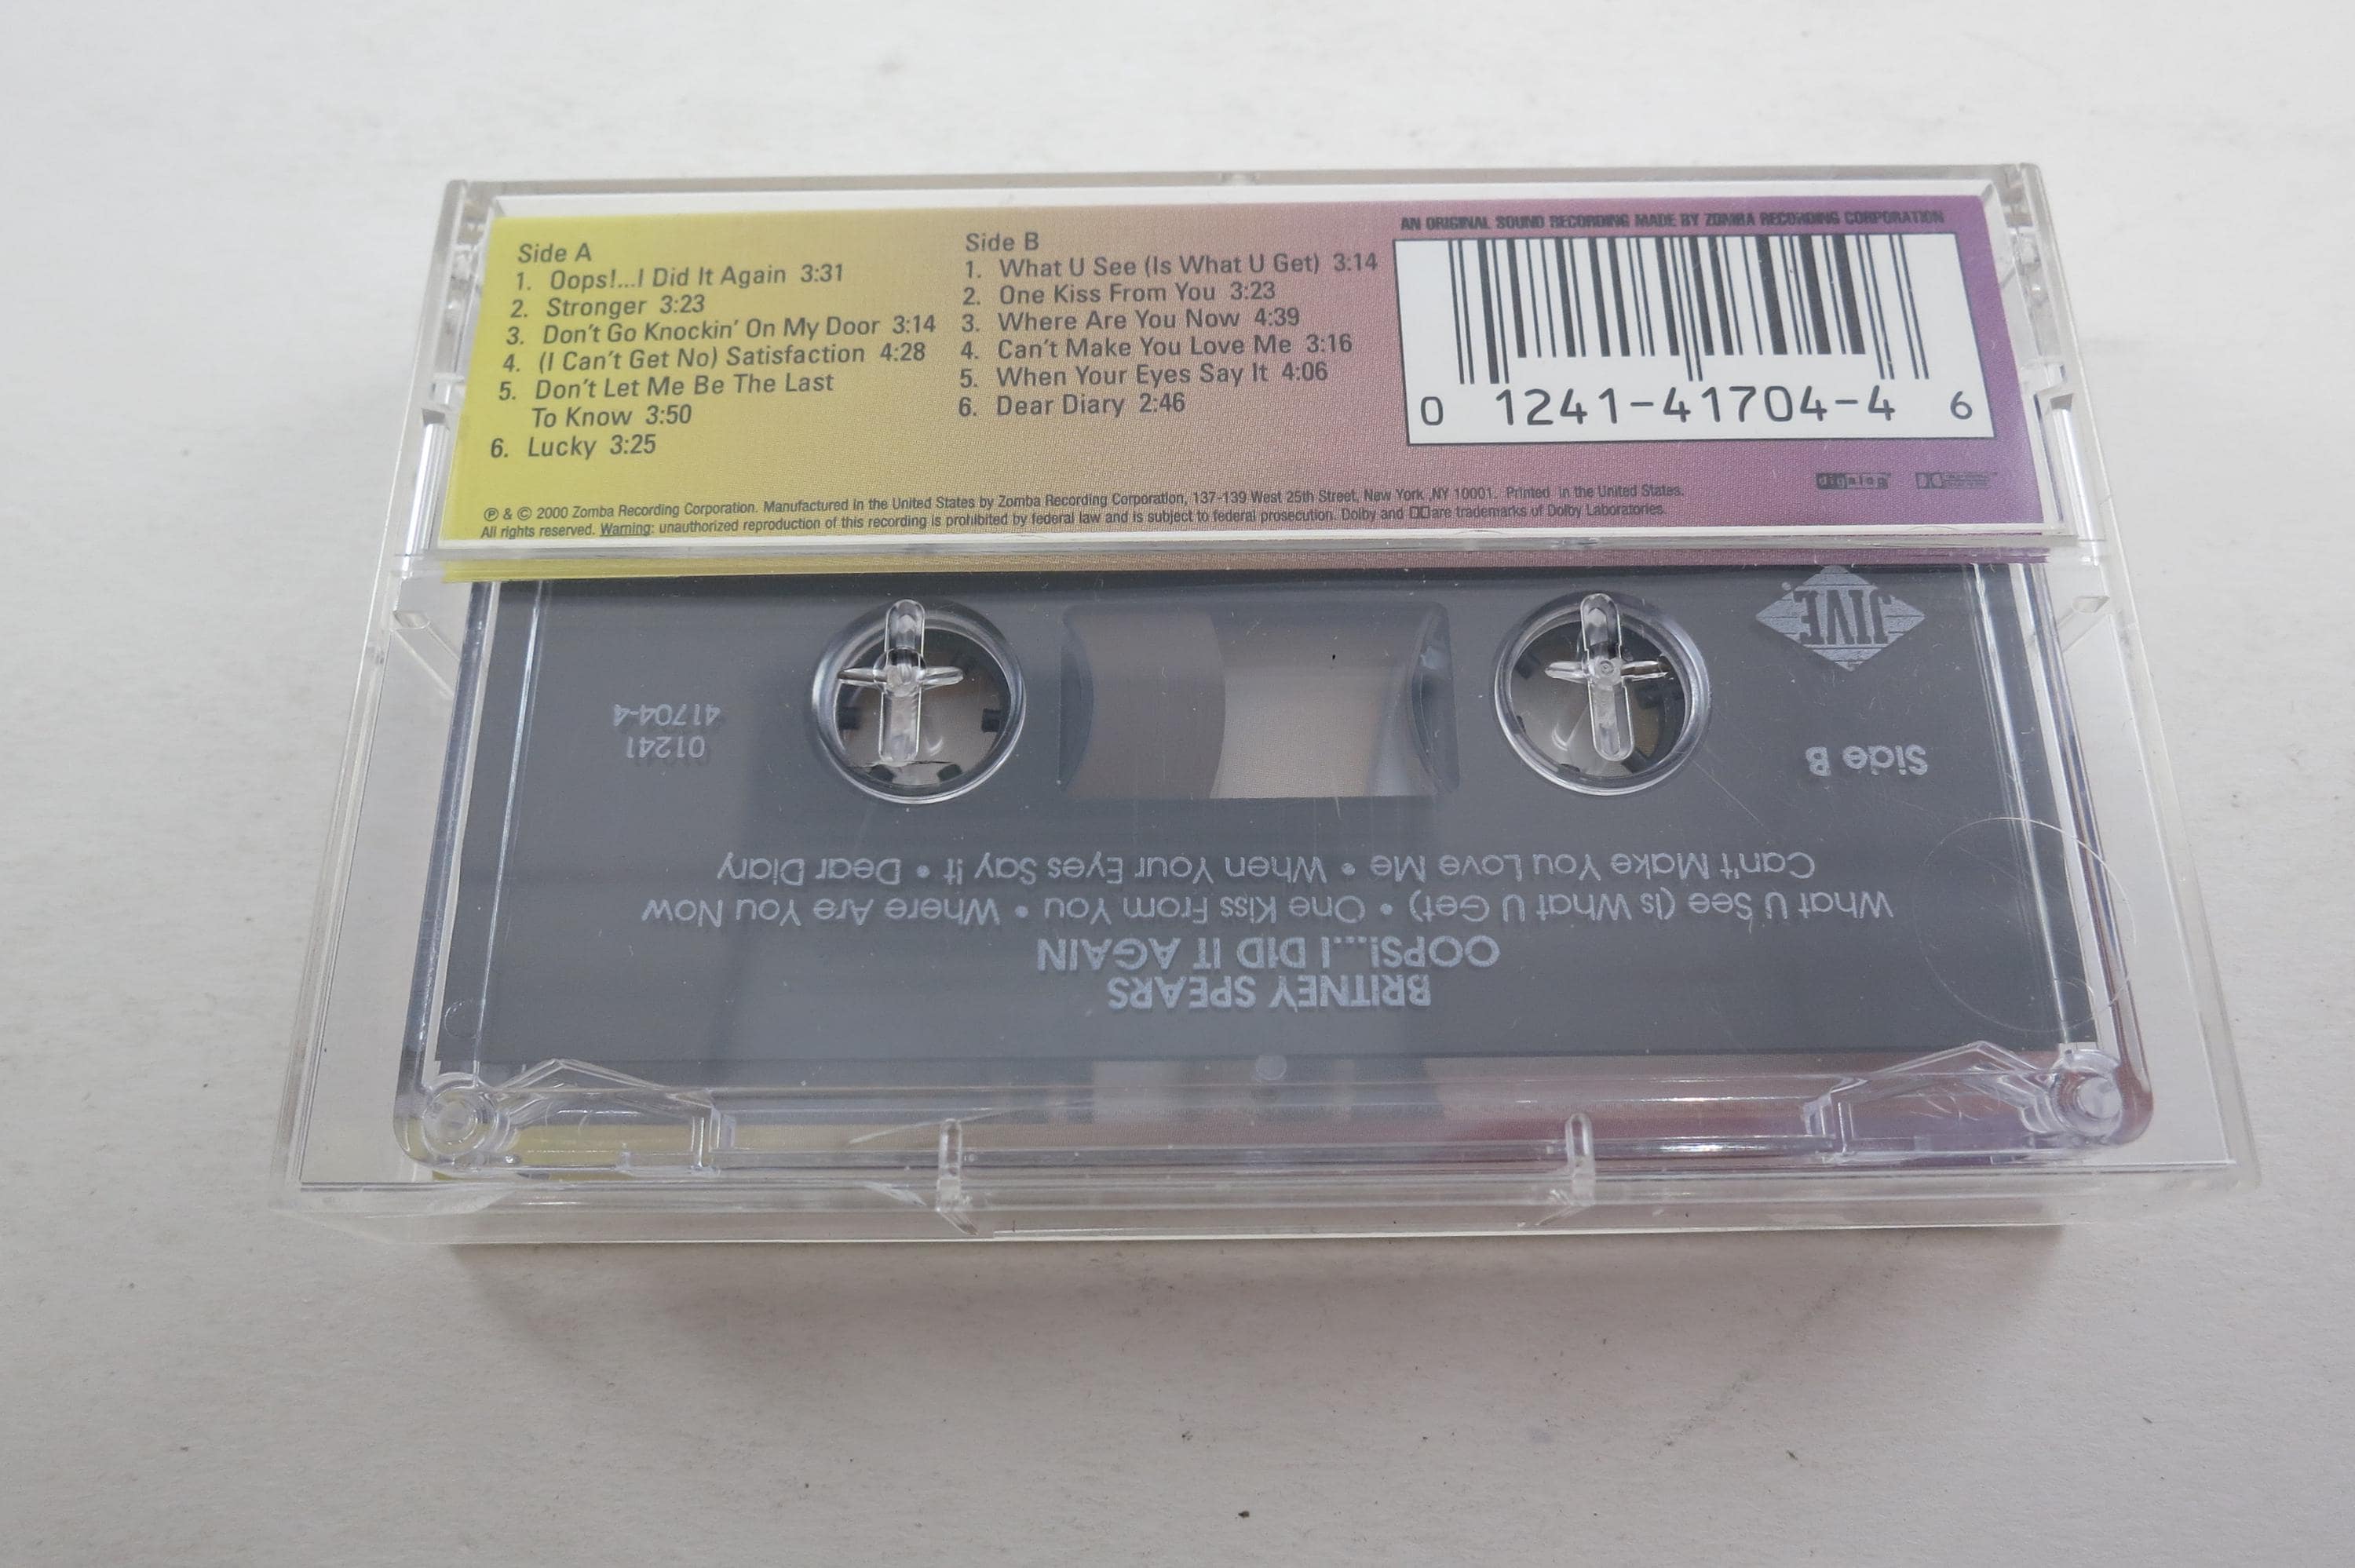 AN ORIGINAL SOUND RECORDING MADE BY ZOMBA RECORDING CORPORATION
Side A
1. Oops!...I Did It Again 3:31
2. Stronger 3:23
3. Don't Go Knockin' On My Door 3:14
4. (I Can't Get No) Satisfaction 4:28
5. Don't Let Me Be The Last
To Know 3:50
6. Lucky 3:25
Side B
1. What U See (Is What U Get) 3:14
2. One Kiss From You 3:23
3. Where Are You Now 4:39
4. Can't Make You Love Me 3:16
5. When Your Eyes Say It 4:06
6. Dear Diary 2:46
0 1241-41704-4 6
digalog
℗ & © 2000 Zomba Recording Corporation. Manufactured in the United States by Zomba Recording Corporation, 137-139 West 25th Street, New York ,NY 10001. Printed in the United States.
All rights reserved. Warning: unauthorized reproduction of this recording is prohibited by federal law and is subject to federal prosecution. Dolby and are trademarks of Dolby Laboratories.
BRITNEY SPEARS
OOPS!...I DID IT AGAIN
What U See (Is What U Get) • One Kiss From You • Where Are You Now
Can't Make You Love Me • When Your Eyes Say It • Dear Diary
Side B
01241
41704-4
JIVE